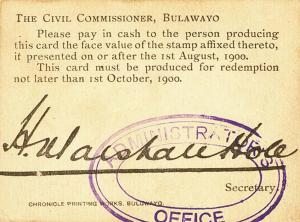 THE CIVIL COMMISSIONER, BULAWAYO
Please pay in cash to the person producing
this card the face value of the stamp affixed thereto,
if presented on or after the 1st August, 1900.
This card must be produced for redemption
not later than 1st October, 1900.
H. Marshall Hole
ADMINISTRATOR'S
Secretary.
CHRONICLE PRINTING WORKS, BULAWAYO.
OFFICE